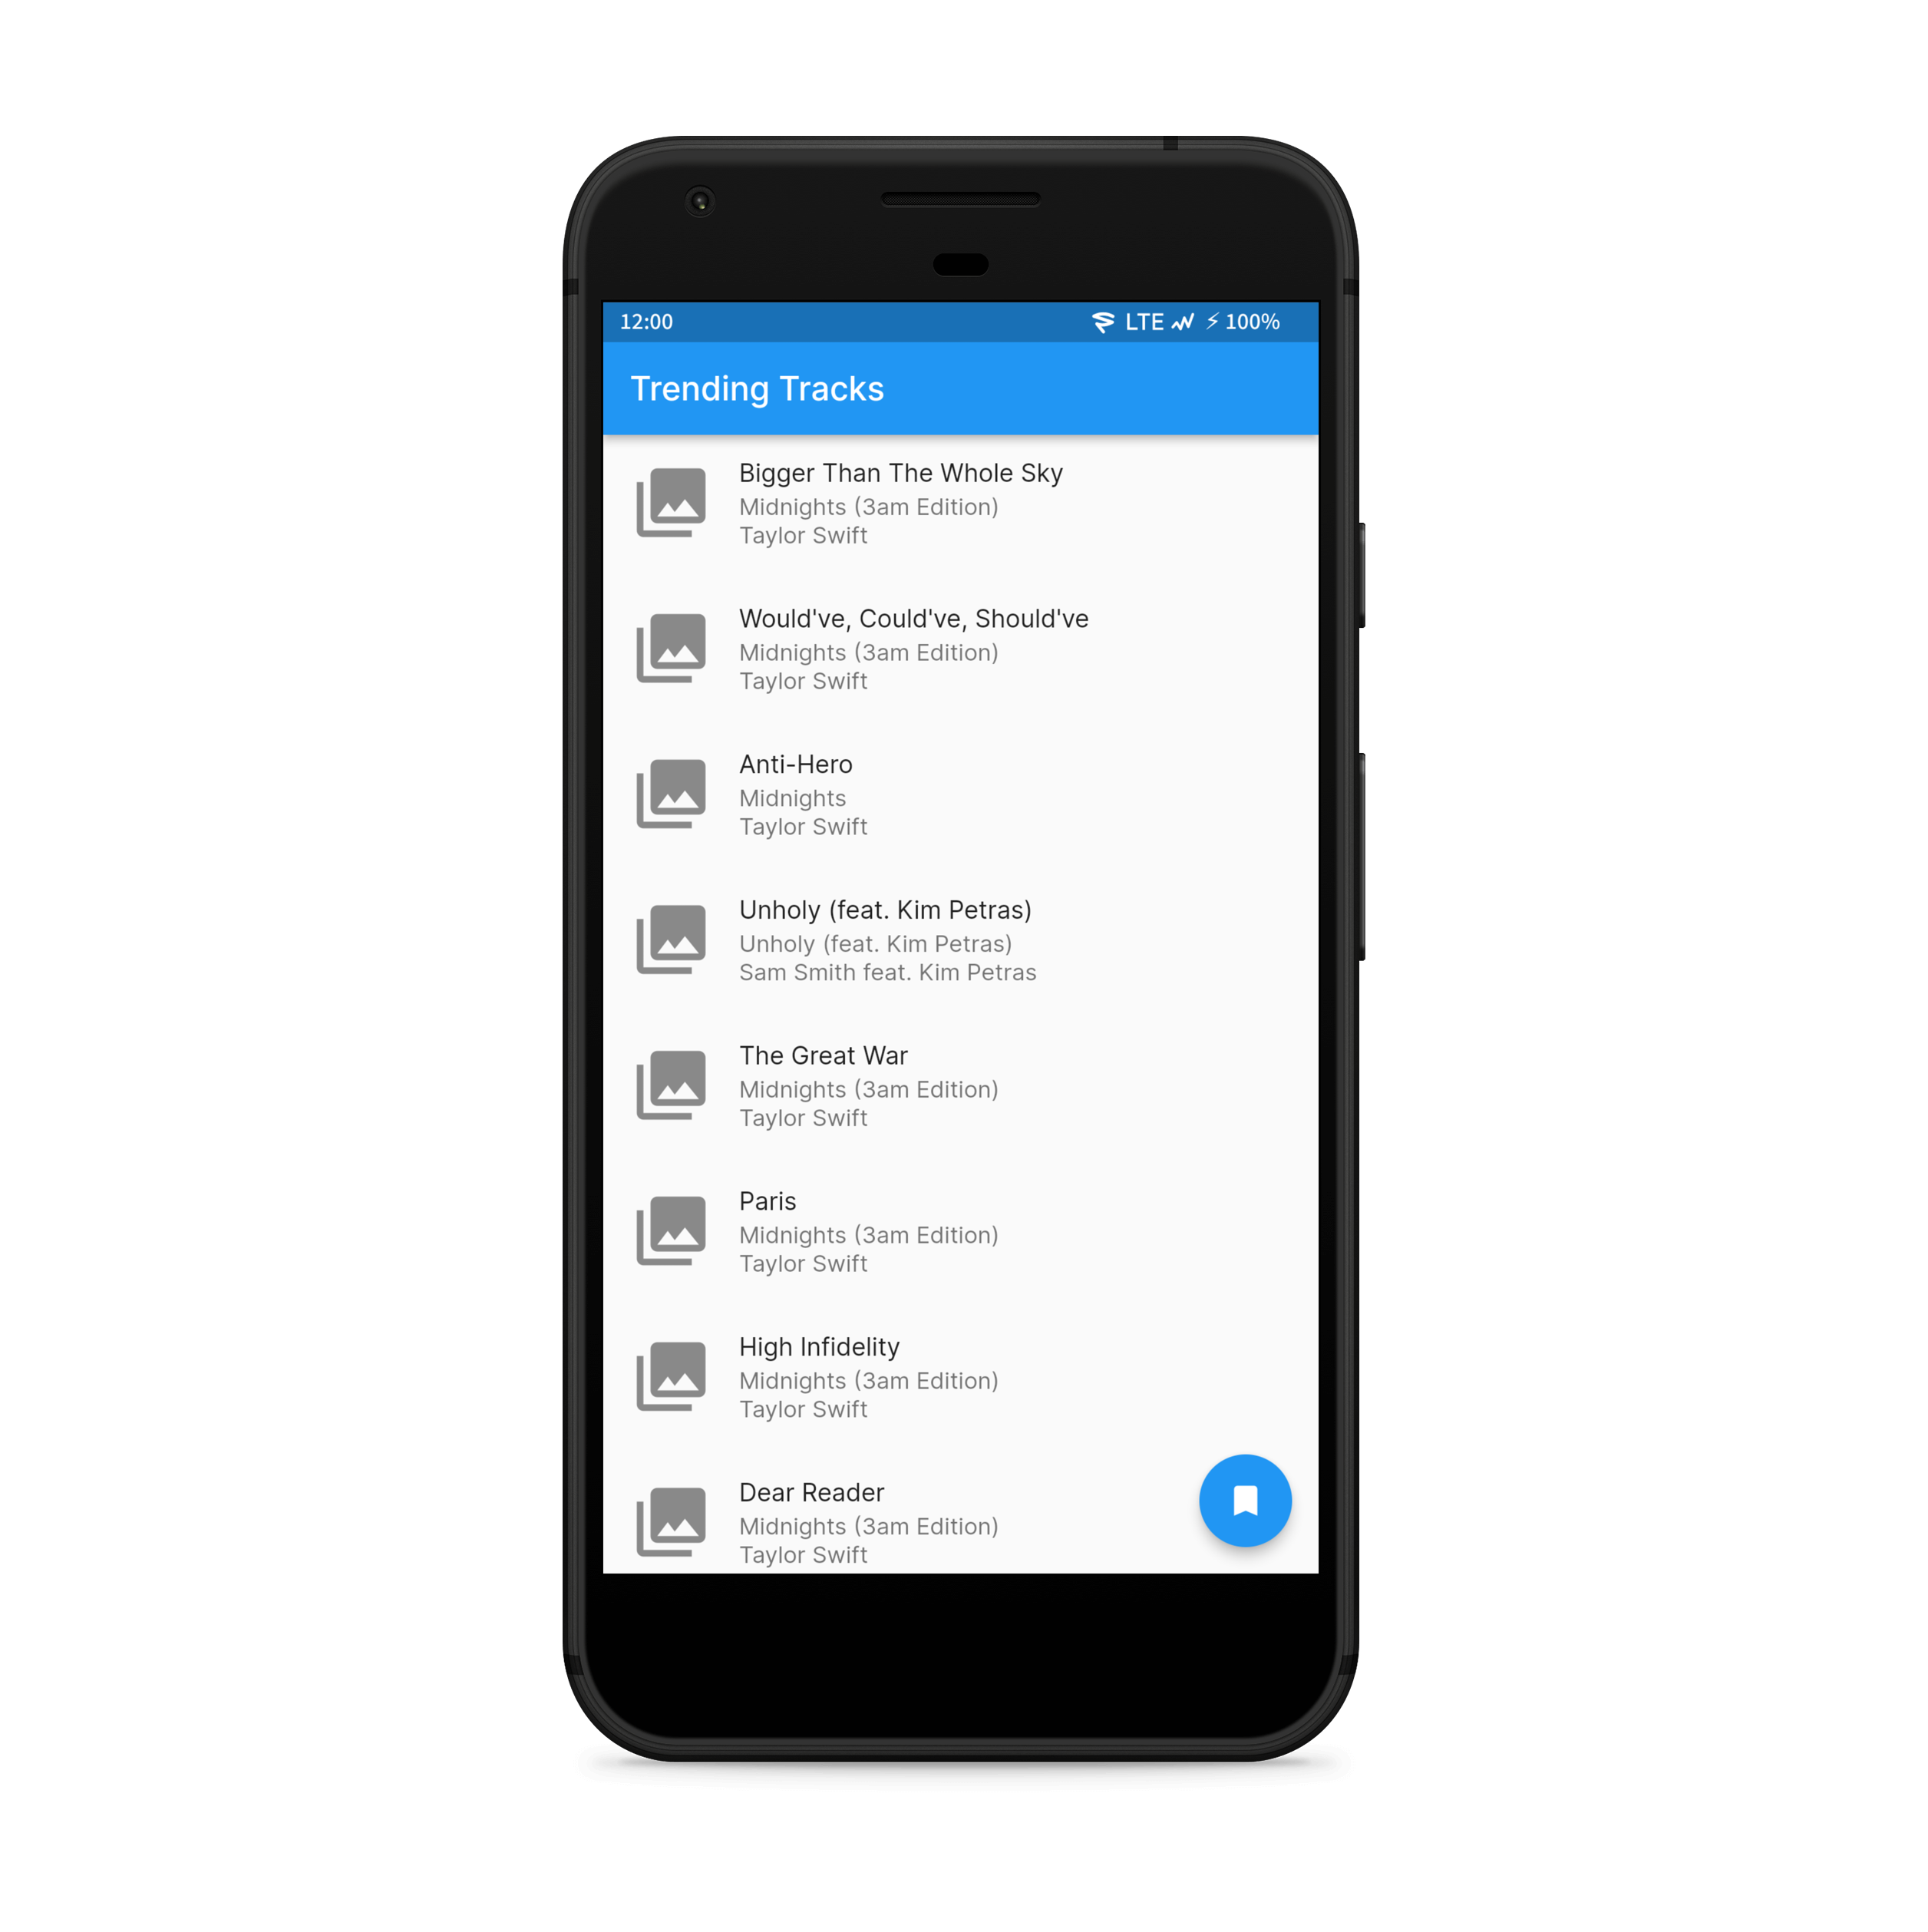 12:00 LTE 100%
Trending Tracks
Bigger Than The Whole Sky
Midnights (3am Edition)
Taylor Swift
Would've, Could've, Should've
Midnights (3am Edition)
Taylor Swift
Anti-Hero
Midnights
Taylor Swift
Unholy (feat. Kim Petras)
Unholy (feat. Kim Petras)
Sam Smith feat. Kim Petras
The Great War
Midnights (3am Edition)
Taylor Swift
Paris
Midnights (3am Edition)
Taylor Swift
High Infidelity
Midnights (3am Edition)
Taylor Swift
Dear Reader
Midnights (3am Edition)
Taylor Swift